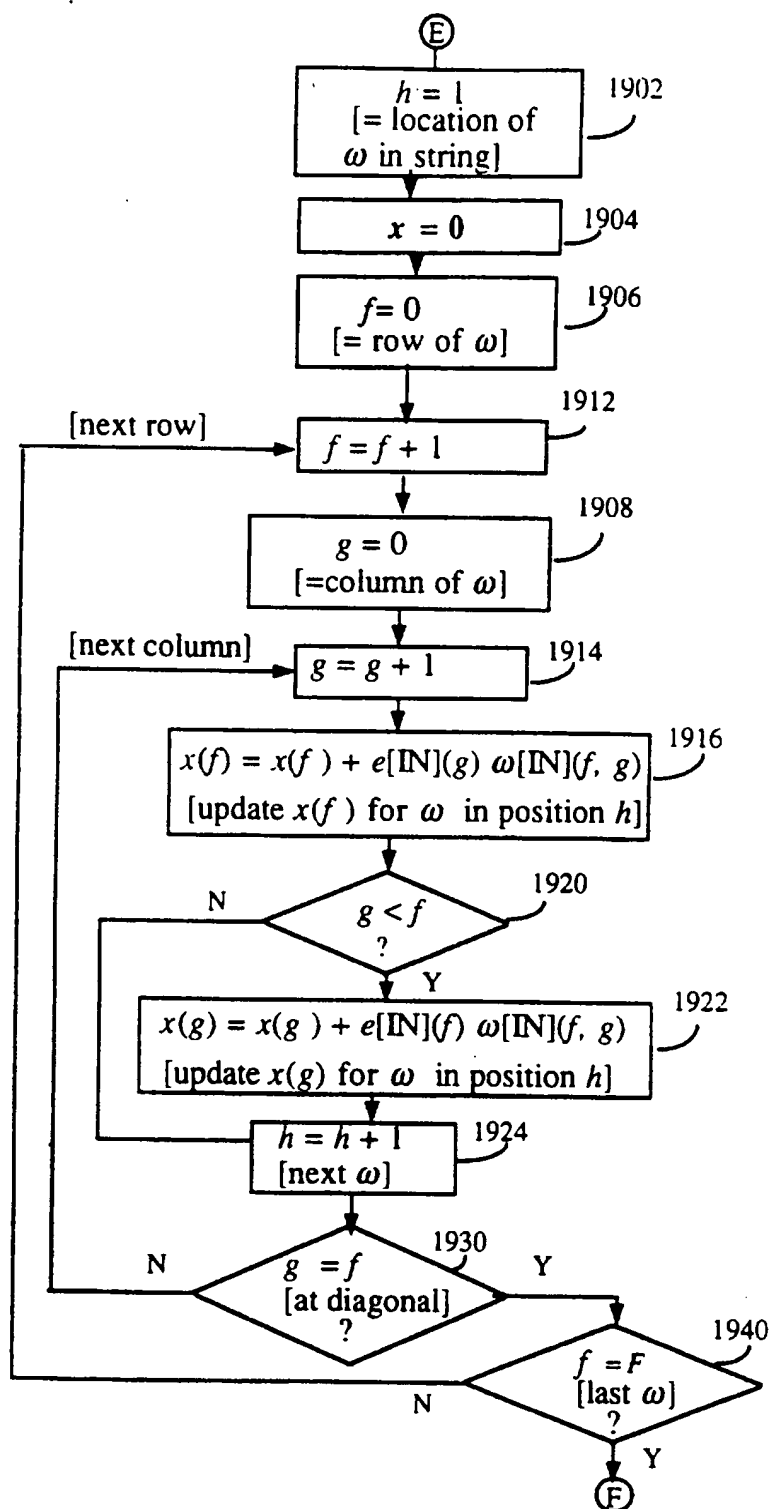 E
h = 1
[= location of
ω in string]
1902
x = 0
1904
f= 0
[= row of ω]
1906
[next row]
f = f + 1
1912
g = 0
[=column of ω]
1908
[next column]
g = g + 1
1914
x(f) = x(f ) + e[IN](g) ω[IN](f, g)
[update x(f ) for ω in position h]
1916
N
g < f
?
1920
Y
x(g) = x(g ) + e[IN](f) ω[IN](f, g)
[update x(g) for ω in position h]
1922
h = h + 1
[next ω]
1924
N
g = f
[at diagonal]
?
1930
Y
f = F
[last ω]
?
1940
N
Y
F